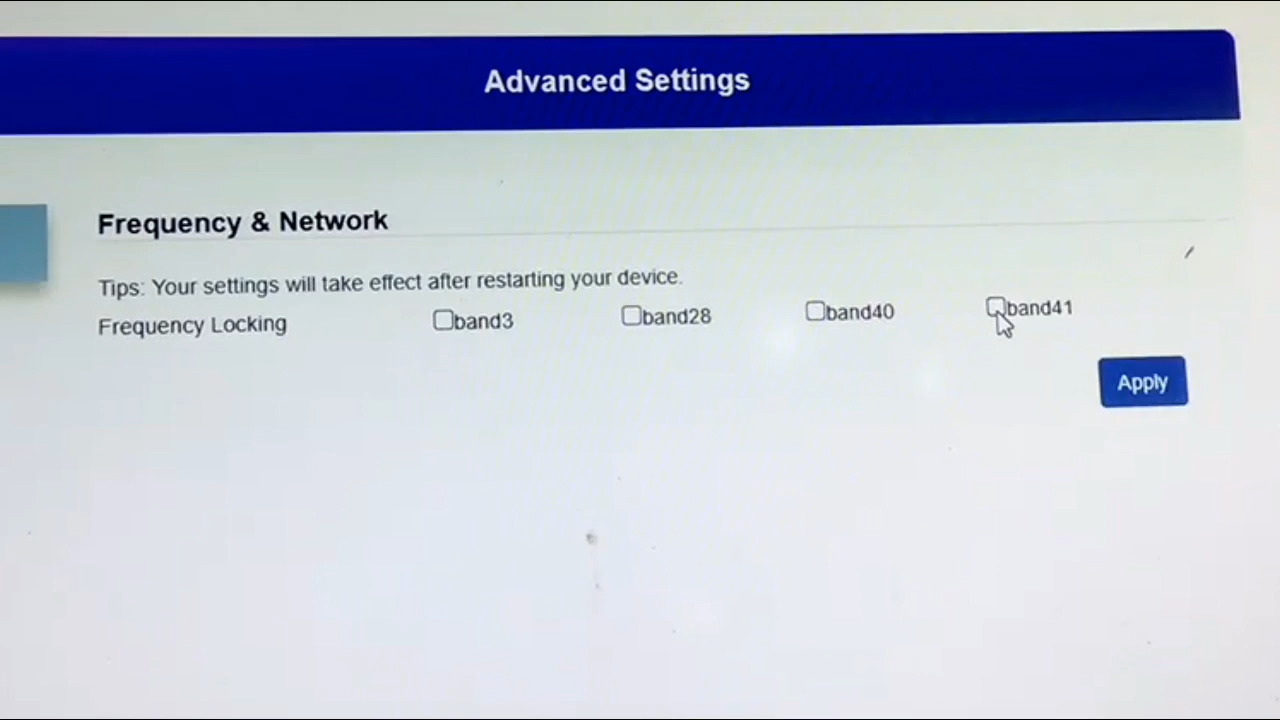 Advanced Settings
Frequency & Network
Tips: Your settings will take effect after restarting your device.
Frequency Locking band3 band28 band40 band41
Apply